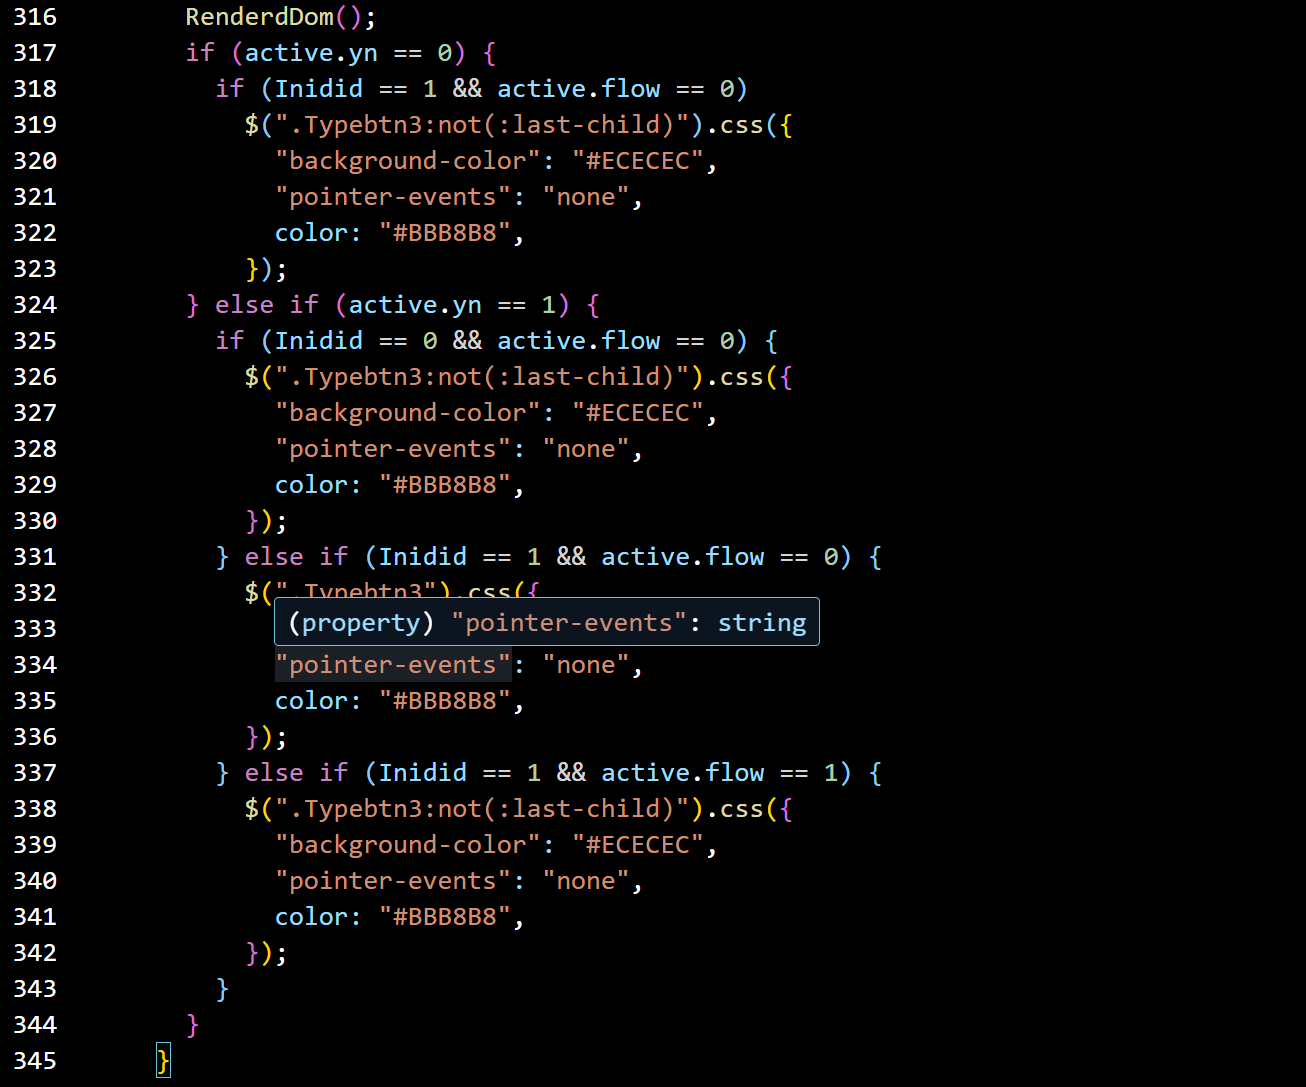 316 RenderdDom();
317 if (active.yn == 0) {
318 if (Inidid == 1 && active.flow == 0)
319 $(".Typebtn3:not(:last-child)").css({
320 "background-color": "#ECECEC",
321 "pointer-events": "none",
322 color: "#BBB8B8",
323 });
324 } else if (active.yn == 1) {
325 if (Inidid == 0 && active.flow == 0) {
326 $(".Typebtn3:not(:last-child)").css({
327 "background-color": "#ECECEC",
328 "pointer-events": "none",
329 color: "#BBB8B8",
330 });
331 } else if (Inidid == 1 && active.flow == 0) {
332 $(".Typebtn3").css({
333 (property) "pointer-events": string
334 "pointer-events": "none",
335 color: "#BBB8B8",
336 });
337 } else if (Inidid == 1 && active.flow == 1) {
338 $(".Typebtn3:not(:last-child)").css({
339 "background-color": "#ECECEC",
340 "pointer-events": "none",
341 color: "#BBB8B8",
342 });
343 }
344 }
345 }